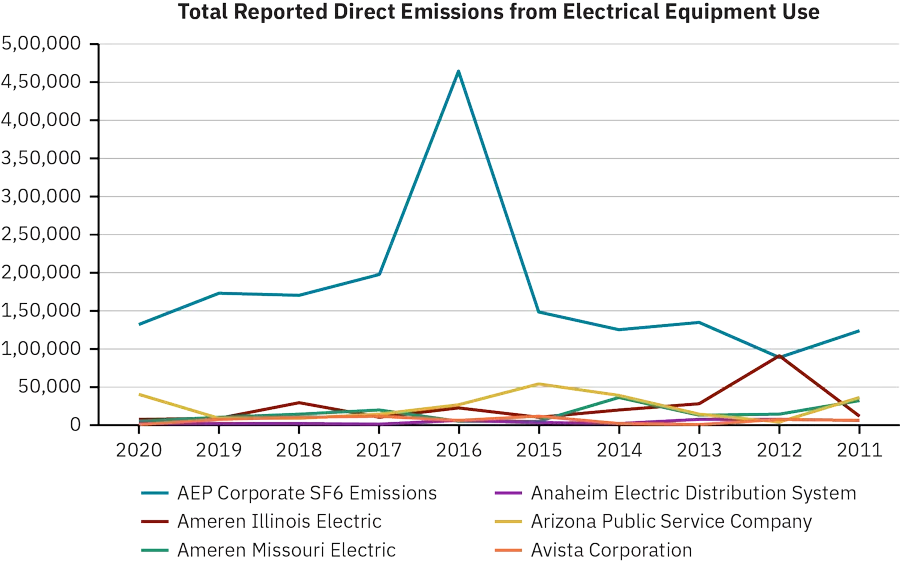 Total Reported Direct Emissions from Electrical Equipment Use
5,00,000
4,50,000
4,00,000
3,50,000
3,00,000
2,50,000
2,00,000
1,50,000
1,00,000
50,000
0
2020 2019 2018 2017 2016 2015 2014 2013 2012 2011
AEP Corporate SF6 Emissions
Ameren Illinois Electric
Ameren Missouri Electric
Anaheim Electric Distribution System
Arizona Public Service Company
Avista Corporation